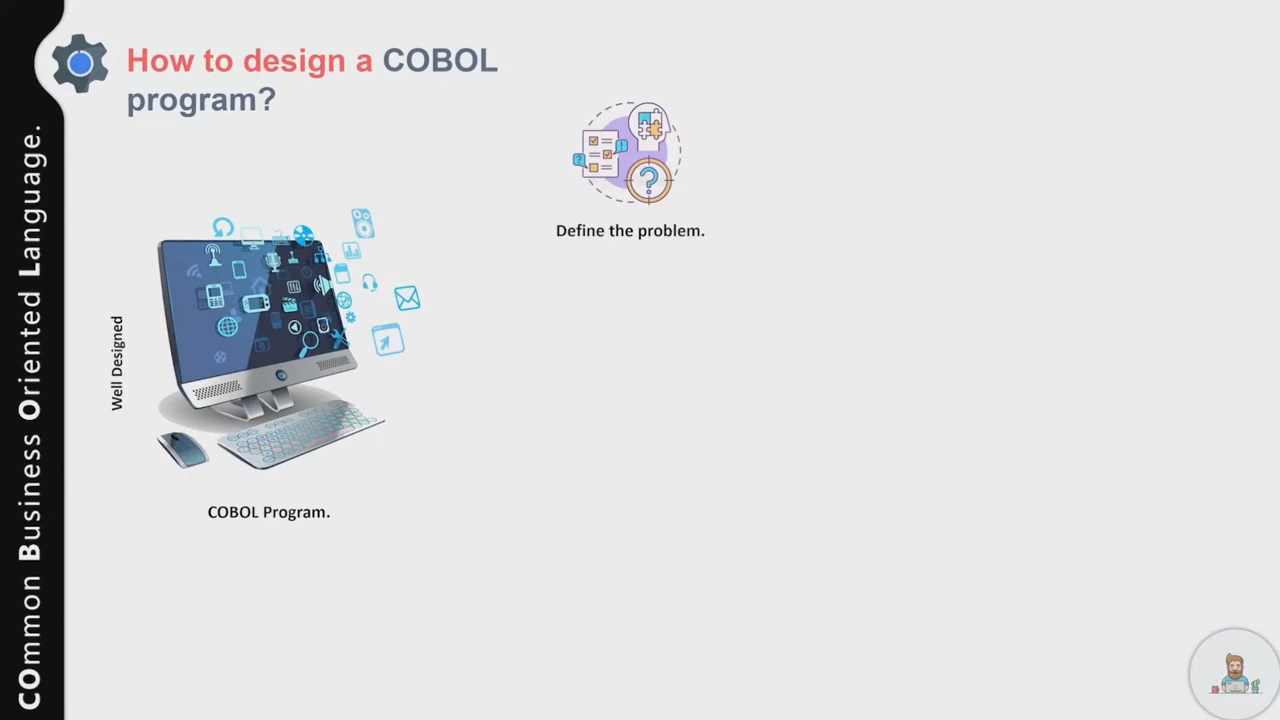 COmmon Business Oriented Language.
How to design a COBOL
program?
Define the problem.
Well Designed
COBOL Program.